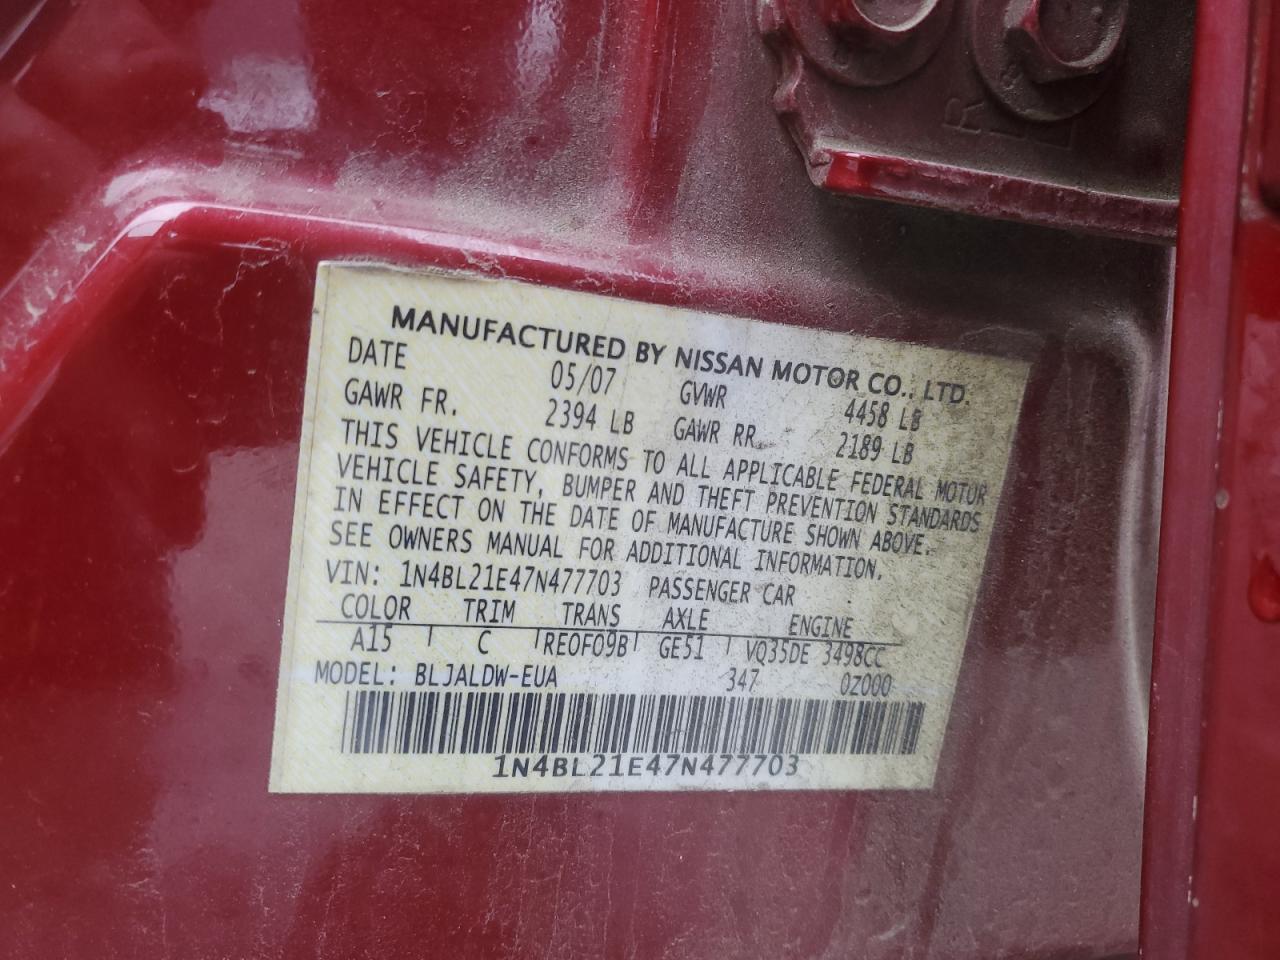 MANUFACTURED BY NISSAN MOTOR CO., LTD.
DATE 05/07 GVWR 4458 LB
GAWR FR. 2394 LB GAWR RR 2189 LB
THIS VEHICLE CONFORMS TO ALL APPLICABLE FEDERAL MOTOR
VEHICLE SAFETY, BUMPER AND THEFT PREVENTION STANDARDS
IN EFFECT ON THE DATE OF MANUFACTURE SHOWN ABOVE.
SEE OWNERS MANUAL FOR ADDITIONAL INFORMATION.
VIN: 1N4BL21E47N477703 PASSENGER CAR
COLOR TRIM TRANS AXLE ENGINE
A15 C REOFO9B GE51 VQ35DE 3498CC
MODEL: BLJALDW-EUA 347 0Z000
1N4BL21E47N477703